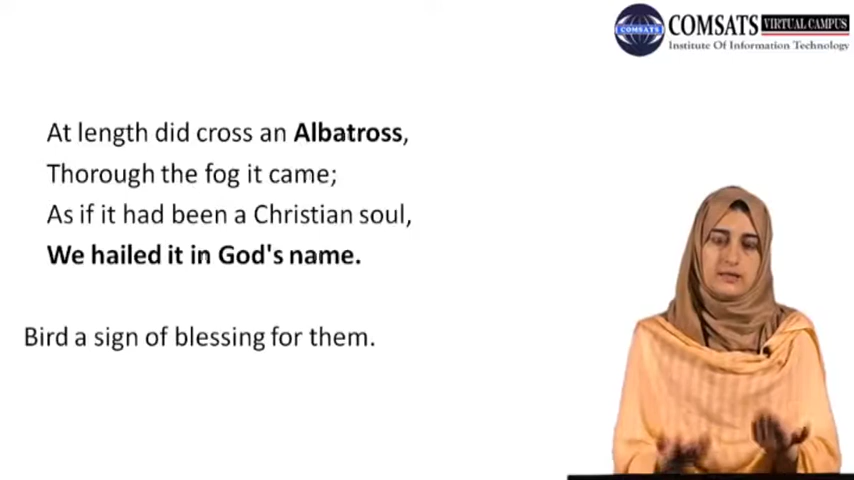 COMSATS VIRTUAL CAMPUS
COMSATS
Institute Of Information Technology
At length did cross an Albatross,
Thorough the fog it came;
As if it had been a Christian soul,
We hailed it in God's name.
Bird a sign of blessing for them.